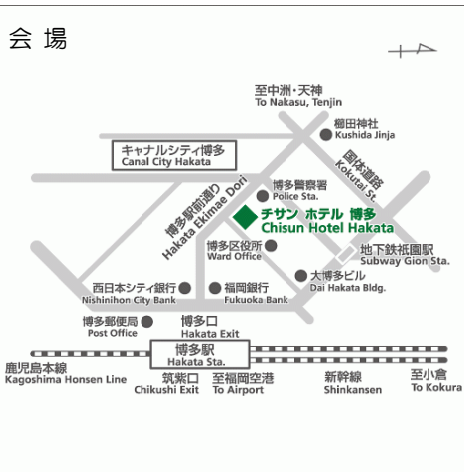 会 場
至中洲・天神
To Nakasu, Tenjin
櫛田神社
Kushida Jinja
キャナルシティ博多
Canal City Hakata
国体道路
Kokutai St.
博多駅前通り
Hakata Ekimae Dori
博多警察署
Police Sta.
チサン ホテル 博多
Chisun Hotel Hakata
博多区役所
Ward Office
地下鉄祇園駅
Subway Gion Sta.
大博多ビル
Dai Hakata Bldg.
西日本シティ銀行
Nishinihon City Bank
福岡銀行
Fukuoka Bank
博多郵便局
Post Office
博多口
Hakata Exit
博多駅
Hakata Sta.
鹿児島本線
Kagoshima Honsen Line
筑紫口
Chikushi Exit
至福岡空港
To Airport
新幹線
Shinkansen
至小倉
To Kokura